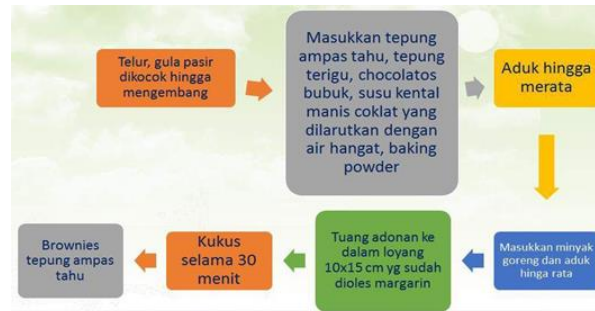 Telur, gula pasir
dikocok hingga
mengembang
Masukkan tepung
ampas tahu, tepung
terigu, chocolatos
bubuk, susu kental
manis coklat yang
dilarutkan dengan
air hangat, baking
powder
Aduk hingga
merata
Masukkan minyak
goreng dan aduk
hinga rata
Tuang adonan ke
dalam loyang
10x15 cm yg sudah
dioles margarin
Kukus
selama 30
menit
Brownies
tepung ampas
tahu